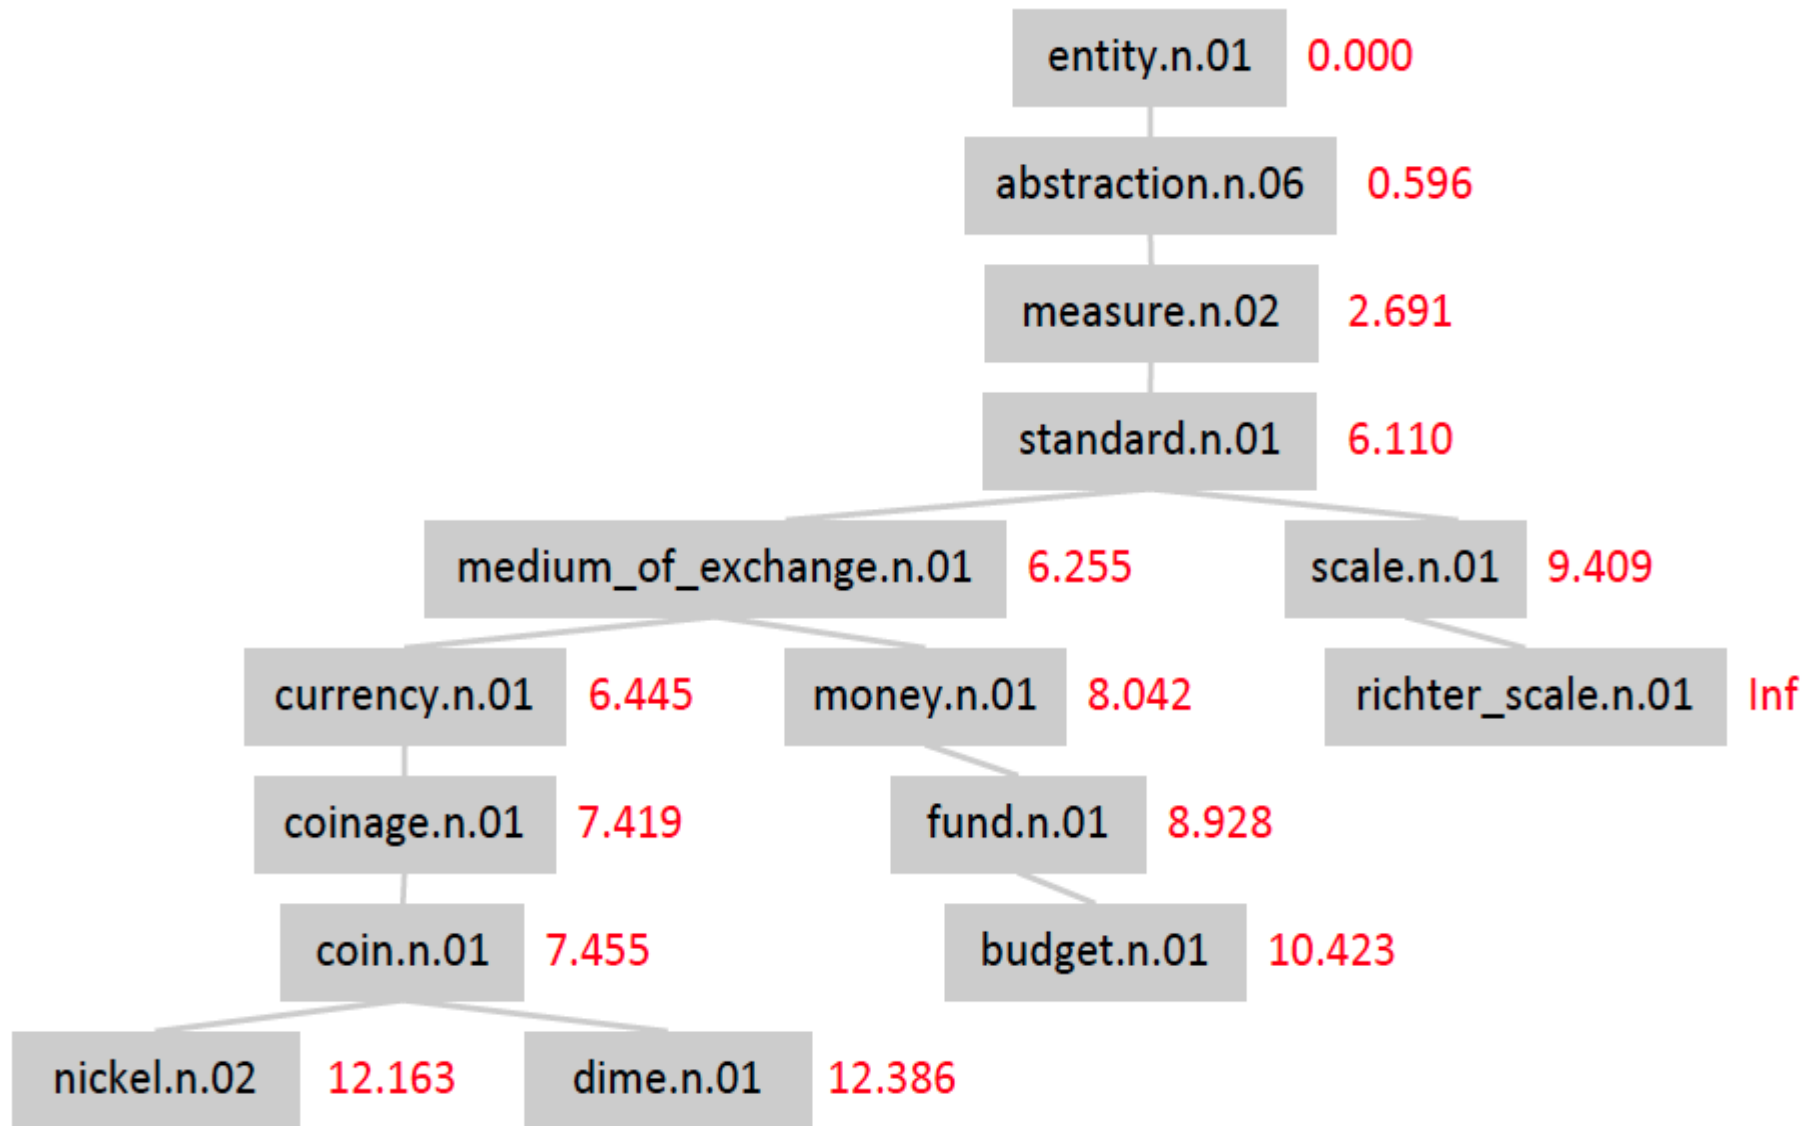 entity.n.01 0.000
abstraction.n.06 0.596
measure.n.02 2.691
standard.n.01 6.110
medium_of_exchange.n.01 6.255 scale.n.01 9.409
currency.n.01 6.445 money.n.01 8.042 richter_scale.n.01 Inf
coinage.n.01 7.419 fund.n.01 8.928
coin.n.01 7.455 budget.n.01 10.423
nickel.n.02 12.163 dime.n.01 12.386